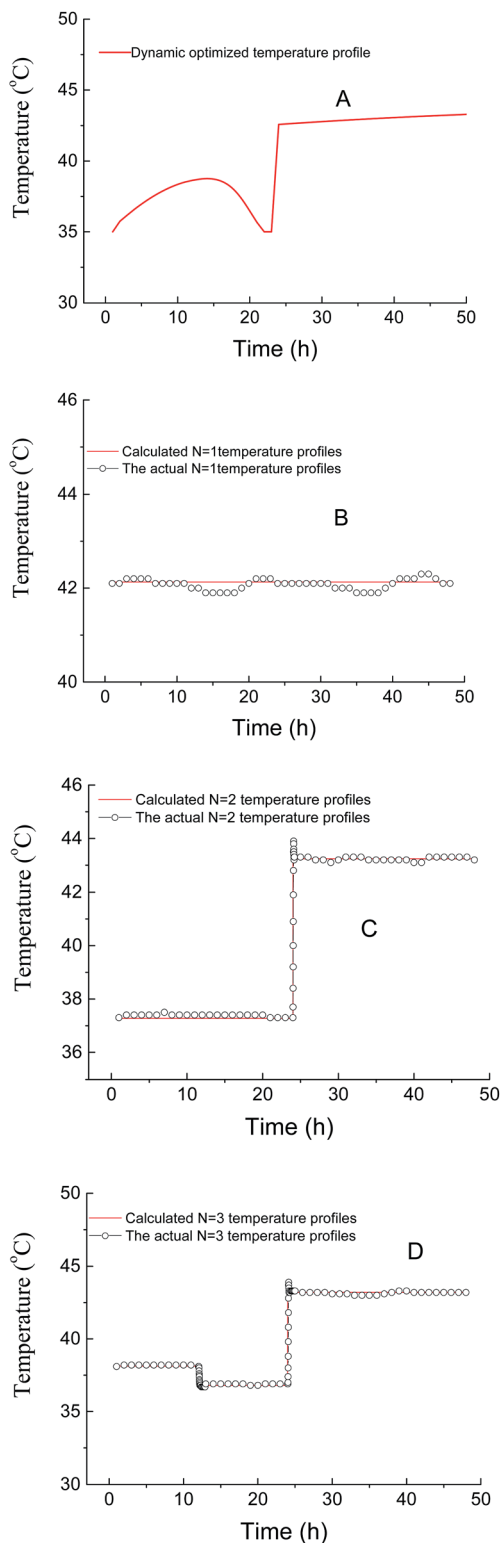 50
Dynamic optimized temperature profile
A
45
40
35
30
0 10 20 30 40 50
Temperature (°C)
Time (h)
46
Calculated N=1temperature profiles
The actual N=1temperature profiles
B
44
42
40
0 10 20 30 40 50
Temperature (°C)
Time (h)
46
Calculated N=2 temperature profiles
The actual N=2 temperature profiles
44
C
42
40
38
36
0 10 20 30 40 50
Temperature (°C)
Time (h)
50
Calculated N=3 temperature profiles
The actual N=3 temperature profiles
D
45
40
35
30
0 10 20 30 40 50
Temperature (°C)
Time (h)